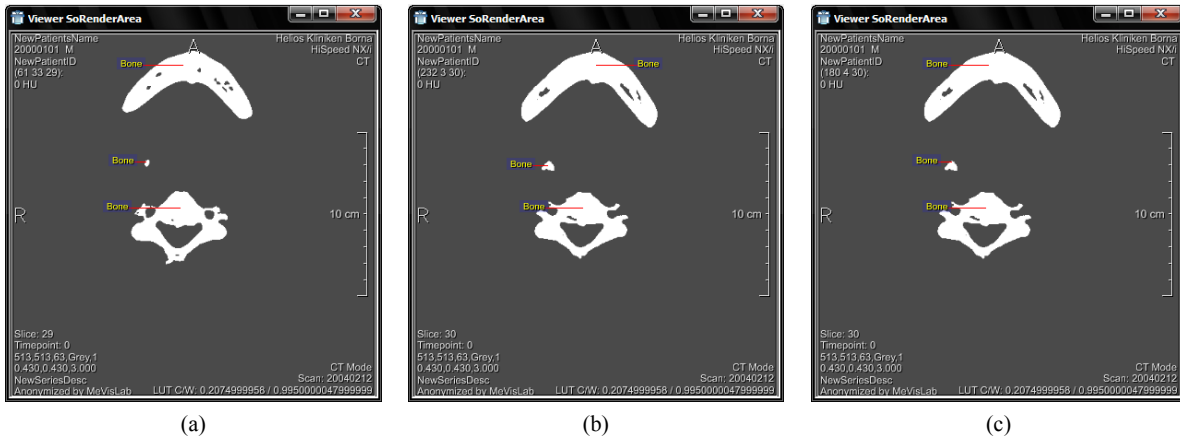 Viewer SoRenderArea
NewPatientsName
20000101 M
NewPatientID
(61 33 29):
0 HU
A
Helios Kliniken Borna
HiSpeed NX/i
CT
Bone
Bone
Bone
R
10 cm
Slice: 29
Timepoint: 0
513,513,63,Grey,1
0.430,0.430,3.000
NewSeriesDesc
Anonymized by MeVisLab
CT Mode
Scan: 20040212
LUT C/W: 0.2074999958 / 0.9950000047999999
(a)
Viewer SoRenderArea
NewPatientsName
20000101 M
NewPatientID
(232 3 30):
0 HU
A
Helios Kliniken Borna
HiSpeed NX/i
CT
Bone
Bone
Bone
R
10 cm
Slice: 30
Timepoint: 0
513,513,63,Grey,1
0.430,0.430,3.000
NewSeriesDesc
Anonymized by MeVisLab
CT Mode
Scan: 20040212
LUT C/W: 0.2074999958 / 0.9950000047999999
(b)
Viewer SoRenderArea
NewPatientsName
20000101 M
NewPatientID
(180 4 30):
0 HU
A
Helios Kliniken Borna
HiSpeed NX/i
CT
Bone
Bone
Bone
R
10 cm
Slice: 30
Timepoint: 0
513,513,63,Grey,1
0.430,0.430,3.000
NewSeriesDesc
Anonymized by MeVisLab
CT Mode
Scan: 20040212
LUT C/W: 0.2074999958 / 0.9950000047999999
(c)